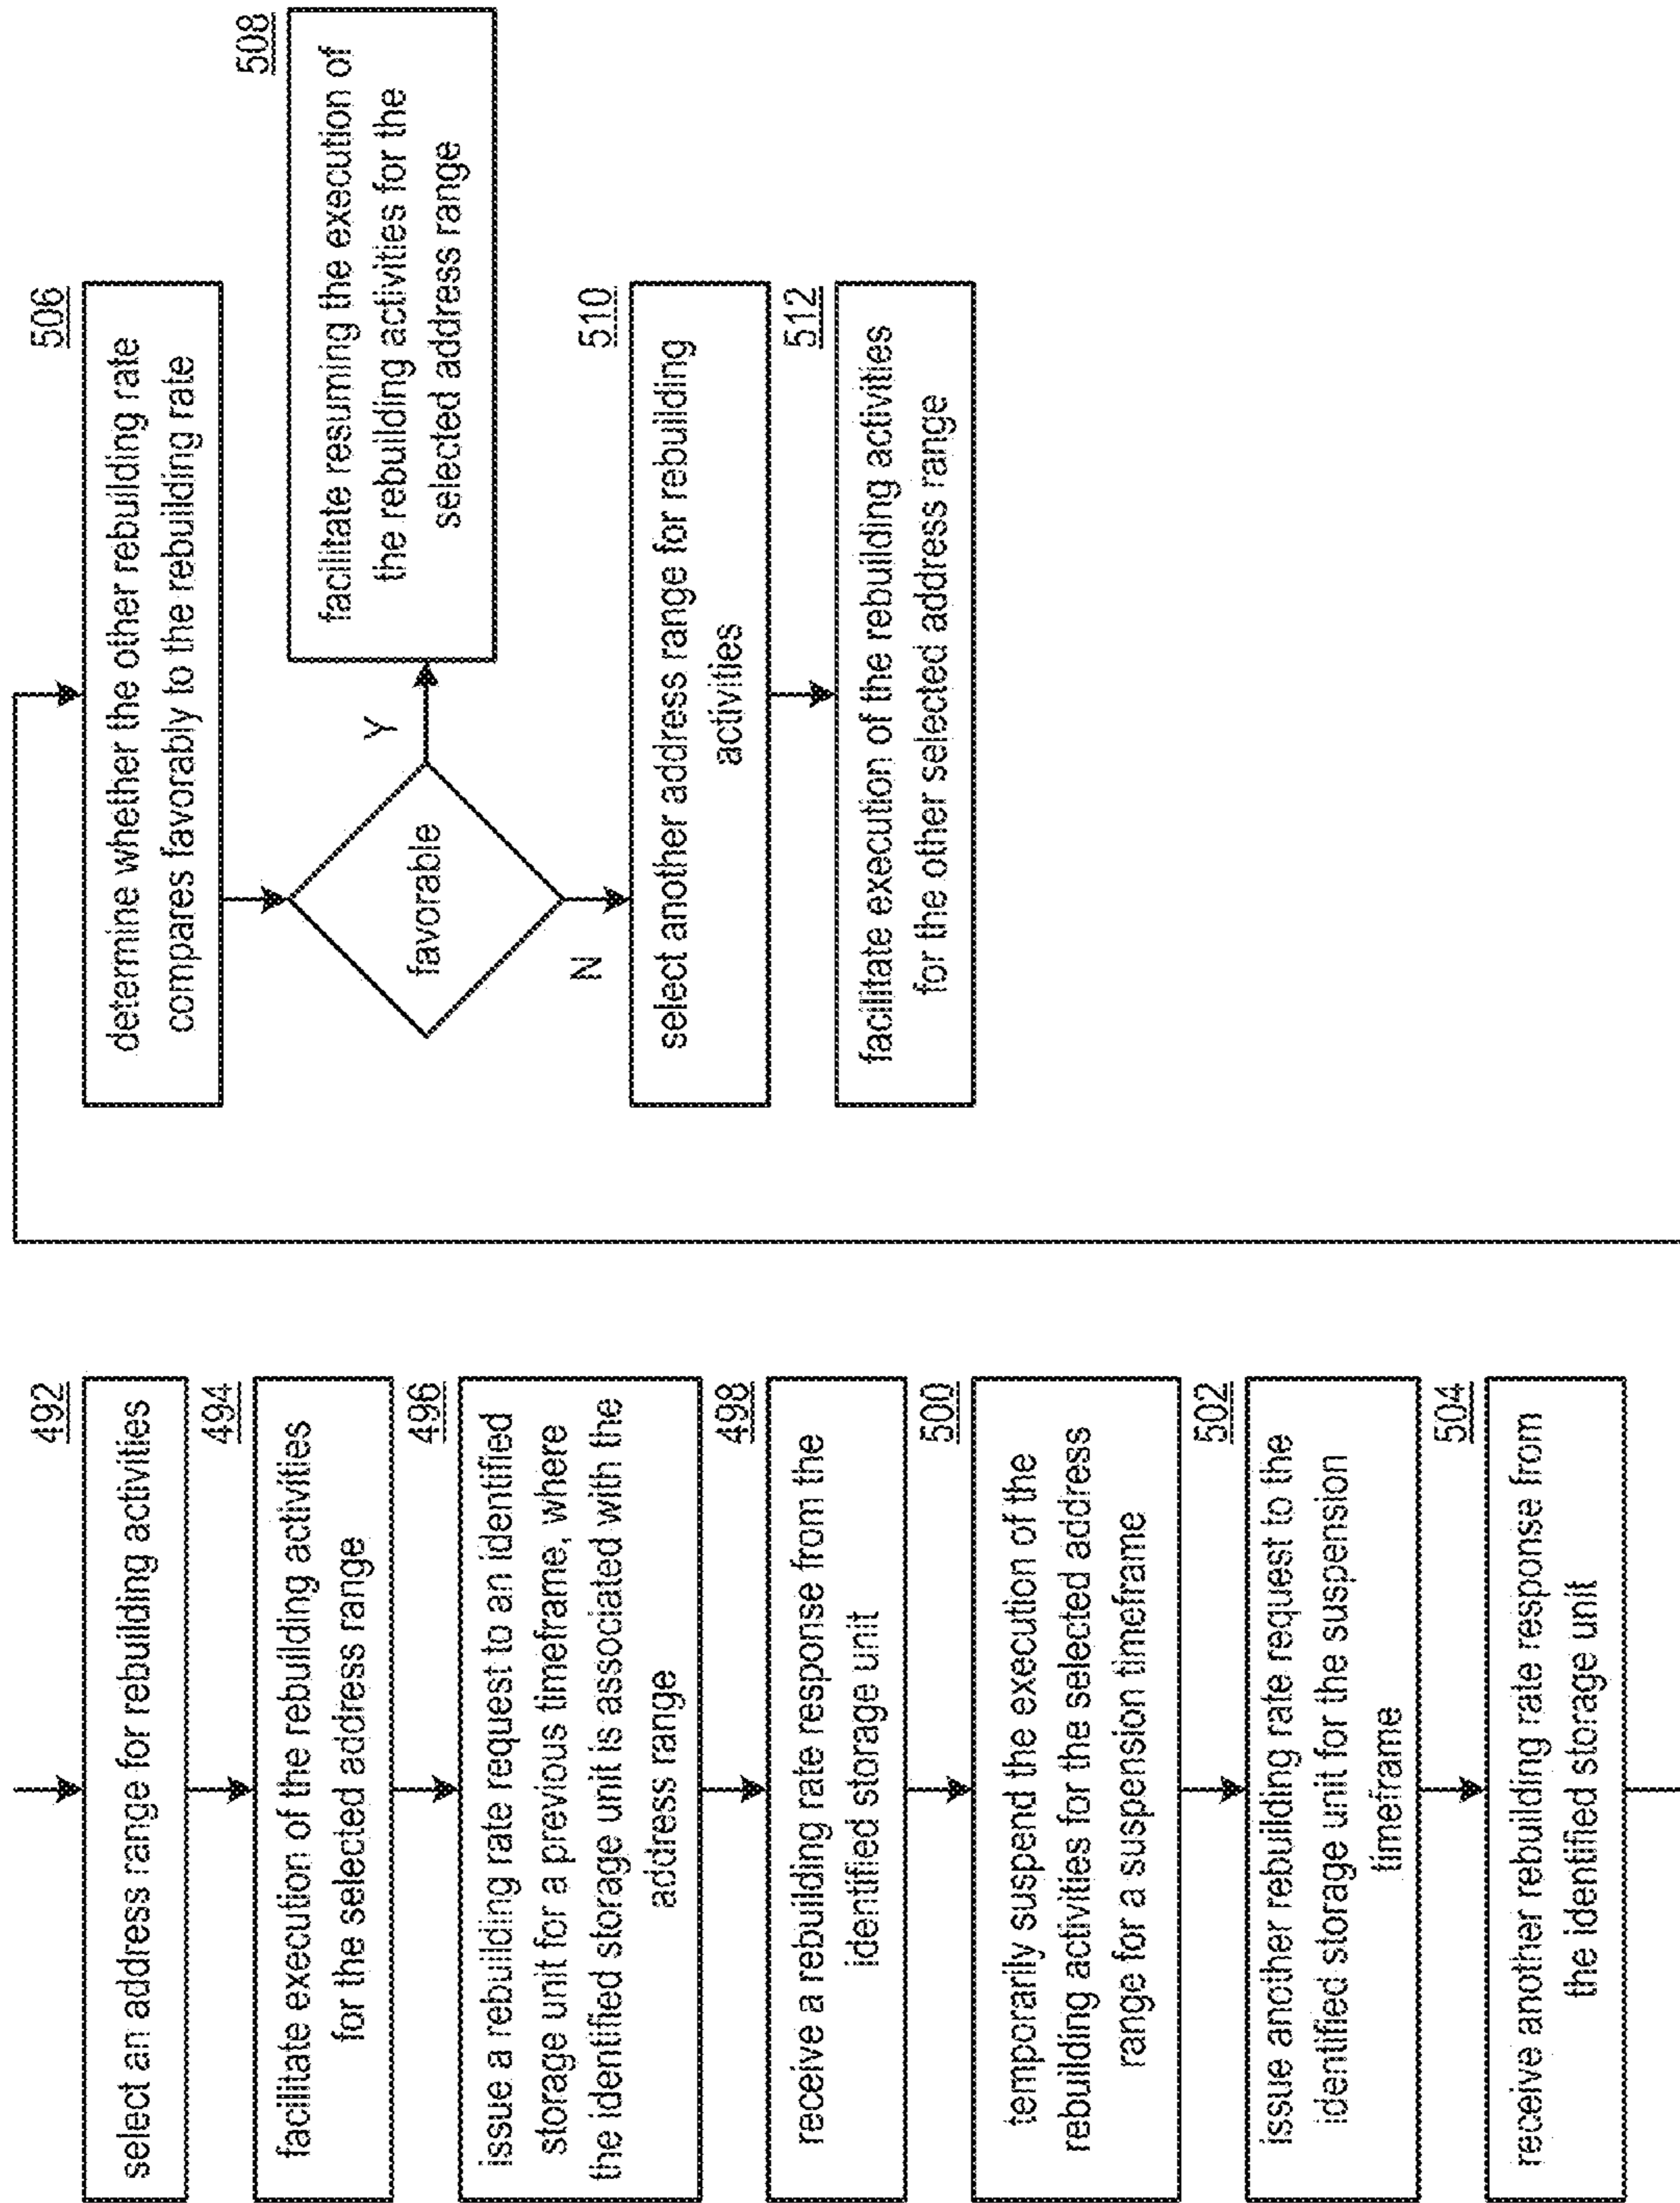 492
select an address range for rebuilding activities
494
facilitate execution of the rebuilding activities
for the selected address range
496
issue a rebuilding rate request to an identified
storage unit for a previous timeframe, where
the identified storage unit is associated with the
address range
498
receive a rebuilding rate response from the
identified storage unit
500
temporarily suspend the execution of the
rebuilding activities for the selected address
range for a suspension timeframe
502
issue another rebuilding rate request to the
identified storage unit for the suspension
timeframe
504
receive another rebuilding rate response from
the identified storage unit
506
determine whether the other rebuilding rate
compares favorably to the rebuilding rate
favorable
Y
N
508
facilitate resuming the execution of
the rebuilding activities for the
selected address range
510
select another address range for rebuilding
activities
512
facilitate execution of the rebuilding activities
for the other selected address range